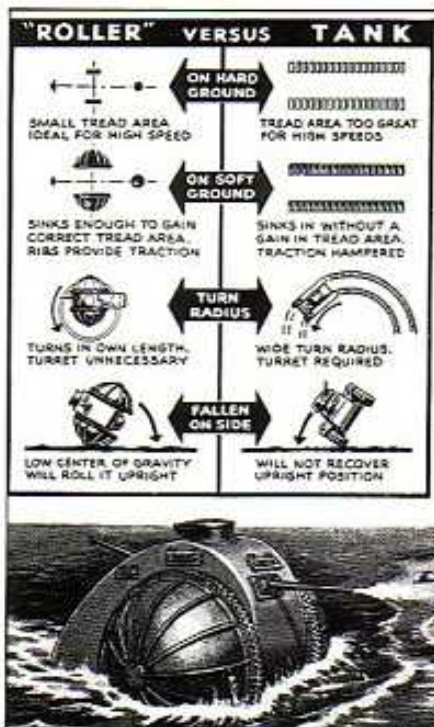 "ROLLER" VERSUS TANK
ON HARD GROUND
SMALL TREAD AREA
IDEAL FOR HIGH SPEED
TREAD AREA TOO GREAT
FOR HIGH SPEEDS
ON SOFT GROUND
SINKS ENOUGH TO GAIN
CORRECT TREAD AREA.
RIBS PROVIDE TRACTION
SINKS IN WITHOUT A
GAIN IN TREAD AREA.
TRACTION HAMPERED
TURN RADIUS
TURNS IN OWN LENGTH.
TURRET UNNECESSARY
WIDE TURN RADIUS.
TURRET REQUIRED
FALLEN ON SIDE
LOW CENTER OF GRAVITY
WILL ROLL IT UPRIGHT
WILL NOT RECOVER
UPRIGHT POSITION